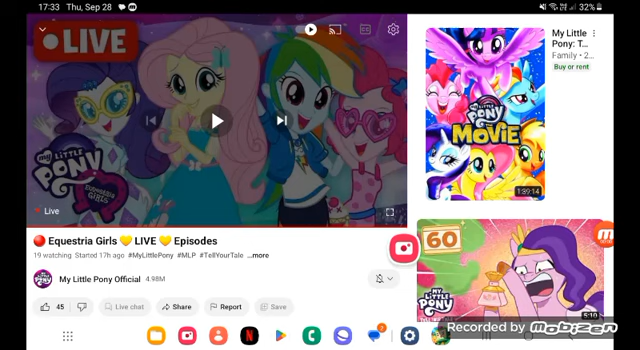 17:33 Thu, Sep 28
32%
LIVE
my LITTLE PONY
EQUESTRIA GIRLS
Live
🔴 Equestria Girls 💛 LIVE 💛 Episodes
19 watching Started 17h ago #MyLittlePony #MLP #TellYourTale ...more
My Little Pony Official 4.98M
45
Live chat
Share
Report
Save
My Little
Pony: T...
Family • 2...
Buy or rent
my LITTLE PONY
THE MOVIE
1:39:14
60
MY LITTLE PONY
5:10
Recorded by Mobizen